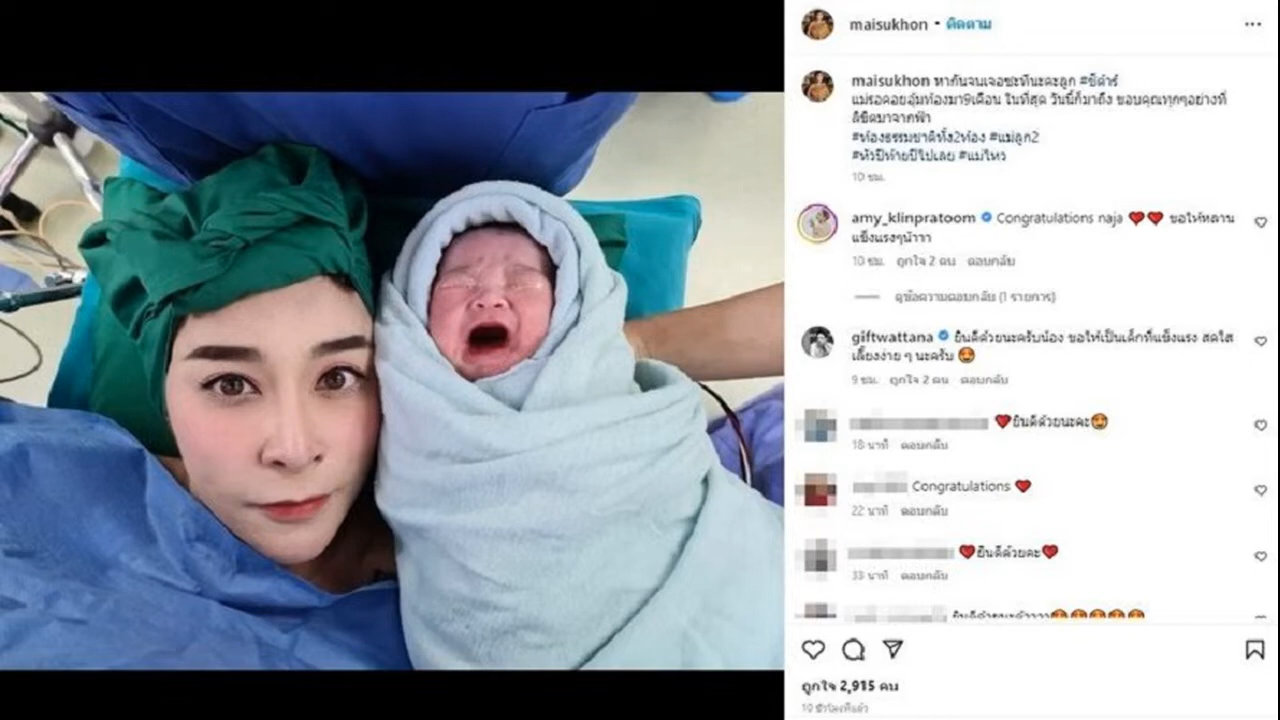 maisukhon • ติดตาม
maisukhon หากันจนเจอซะทีนะคะลูก #ซีดาร์
แม่รอคอยอุ้มท้องมา9เดือน ในที่สุด วันนี้ก็มาถึง ขอบคุณทุกๆอย่างที่
ลิขิตมาจากฟ้า
#ท้องธรรมชาติทั้ง2ท้อง #แม่ลูก2
#หัวปีท้ายปีไปเลย #แม่ไหว
10 ชม.
amy_klinpratoom Congratulations naja ❤️❤️ ขอให้หลาน
แข็งแรงๆน้าาา
10 ชม. ถูกใจ 2 คน ตอบกลับ
ดูข้อความตอบกลับ (1 รายการ)
giftwattana ยินดีด้วยนะครับน้อง ขอให้เป็นเด็กที่แข็งแรง สดใส
เลี้ยงง่าย ๆ นะครับ 🤩
9 ชม. ถูกใจ 2 คน ตอบกลับ
❤️ยินดีด้วยนะคะ😍
18 นาที ตอบกลับ
Congratulations ❤️
22 นาที ตอบกลับ
❤️ยินดีด้วยคะ❤️
33 นาที ตอบกลับ
ถูกใจ 2,915 คน
10 ชั่วโมงที่แล้ว